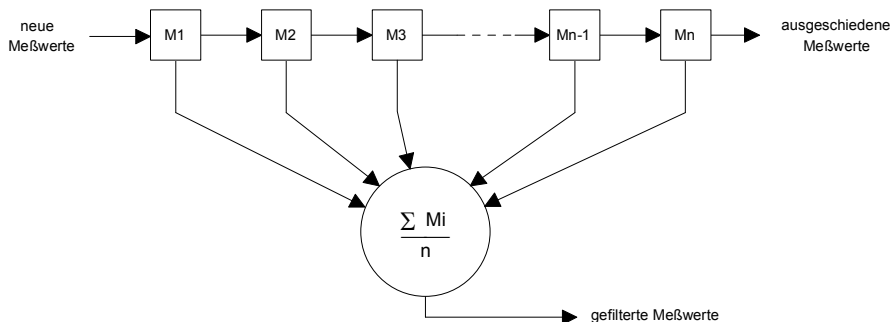 neue
Meßwerte
M1
M2
M3
Mn-1
Mn
ausgeschiedene
Meßwerte
∑ Mi
n
gefilterte Meßwerte